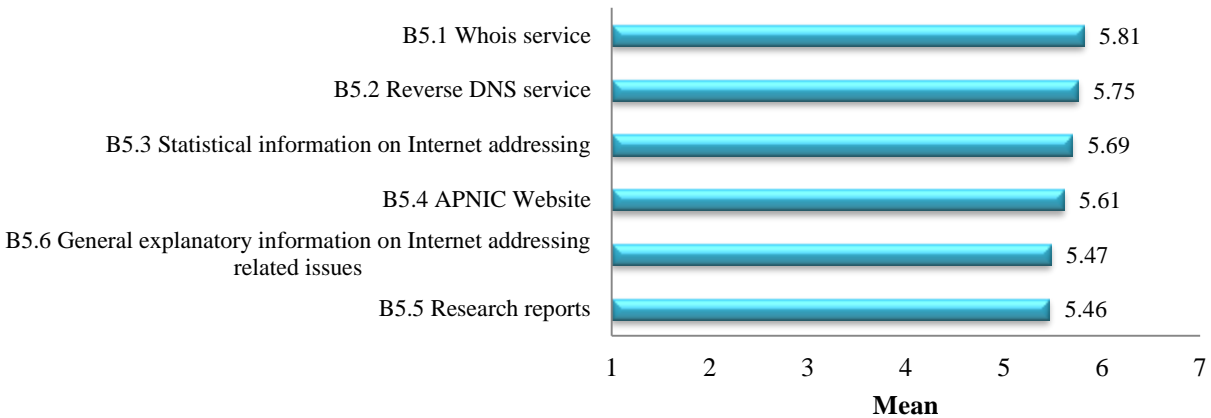 B5.1 Whois service 5.81
B5.2 Reverse DNS service 5.75
B5.3 Statistical information on Internet addressing 5.69
B5.4 APNIC Website 5.61
B5.6 General explanatory information on Internet addressing
related issues 5.47
B5.5 Research reports 5.46
1 2 3 4 5 6 7
Mean